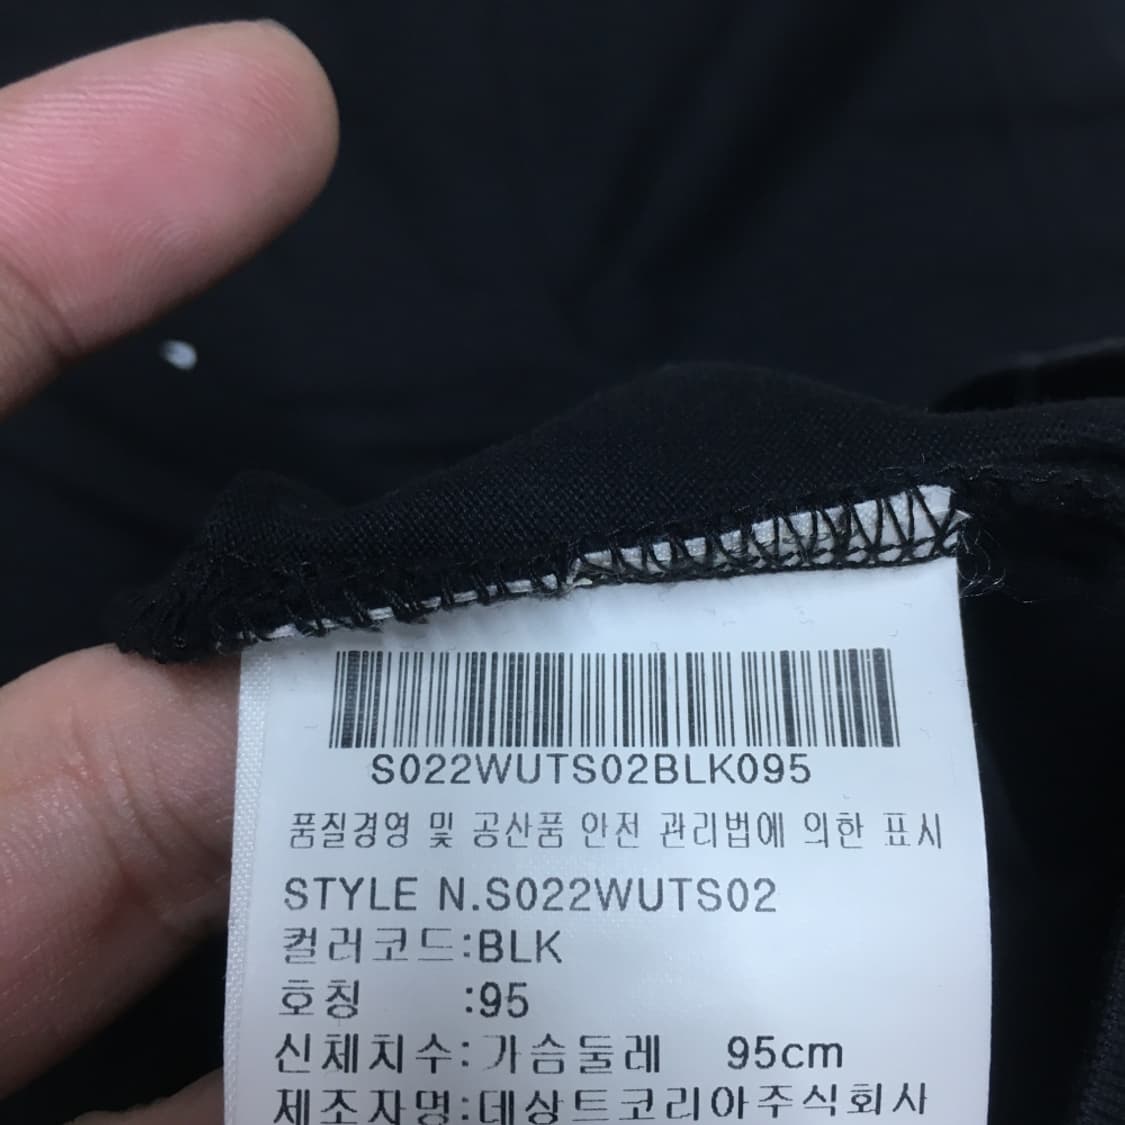 S022WUTS02BLK095
품질경영 및 공산품 안전 관리법에 의한 표시
STYLE N.S022WUTS02
컬러코드:BLK
호칭 :95
신체치수:가슴둘레 95cm
제조자명:데상트코리아주식회사